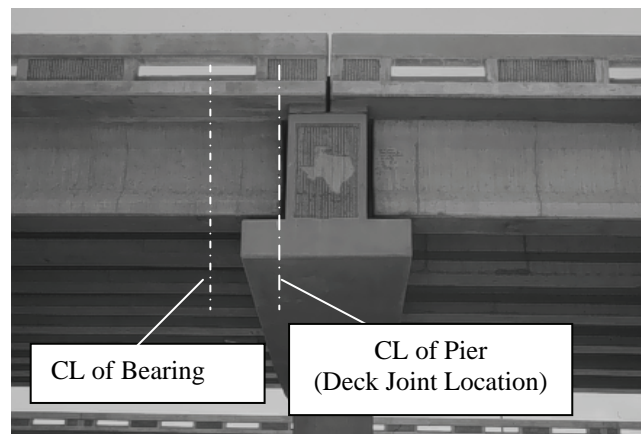 CL of Bearing
CL of Pier
(Deck Joint Location)